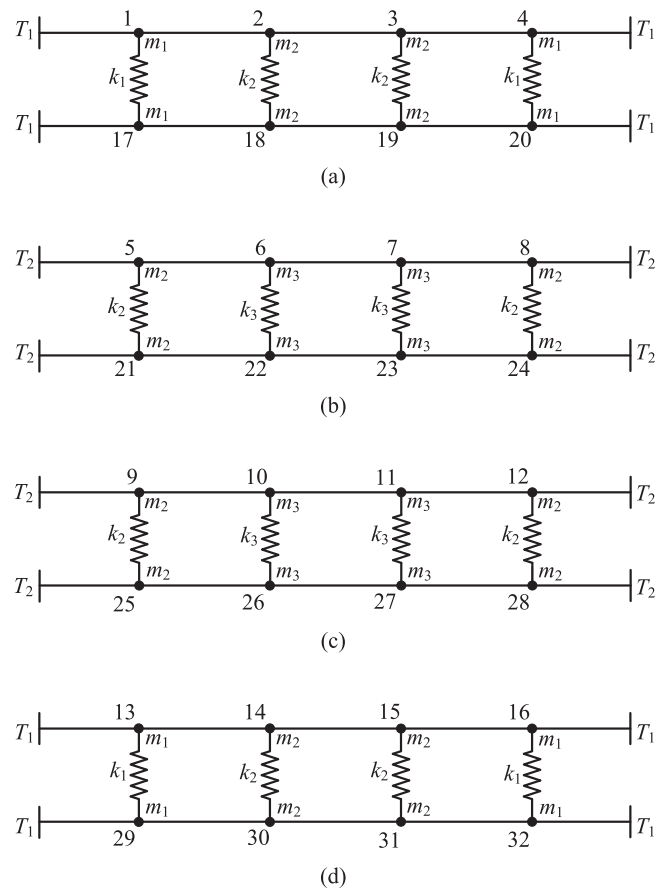 1 2 3 4
T₁ m₁ m₂ m₂ m₁ T₁
k₁ k₂ k₂ k₁
T₁ m₁ m₂ m₂ m₁ T₁
17 18 19 20
(a)
5 6 7 8
T₂ m₂ m₃ m₃ m₂ T₂
k₂ k₃ k₃ k₂
T₂ m₂ m₃ m₃ m₂ T₂
21 22 23 24
(b)
9 10 11 12
T₂ m₂ m₃ m₃ m₂ T₂
k₂ k₃ k₃ k₂
T₂ m₂ m₃ m₃ m₂ T₂
25 26 27 28
(c)
13 14 15 16
T₁ m₁ m₂ m₂ m₁ T₁
k₁ k₂ k₂ k₁
T₁ m₁ m₂ m₂ m₁ T₁
29 30 31 32
(d)